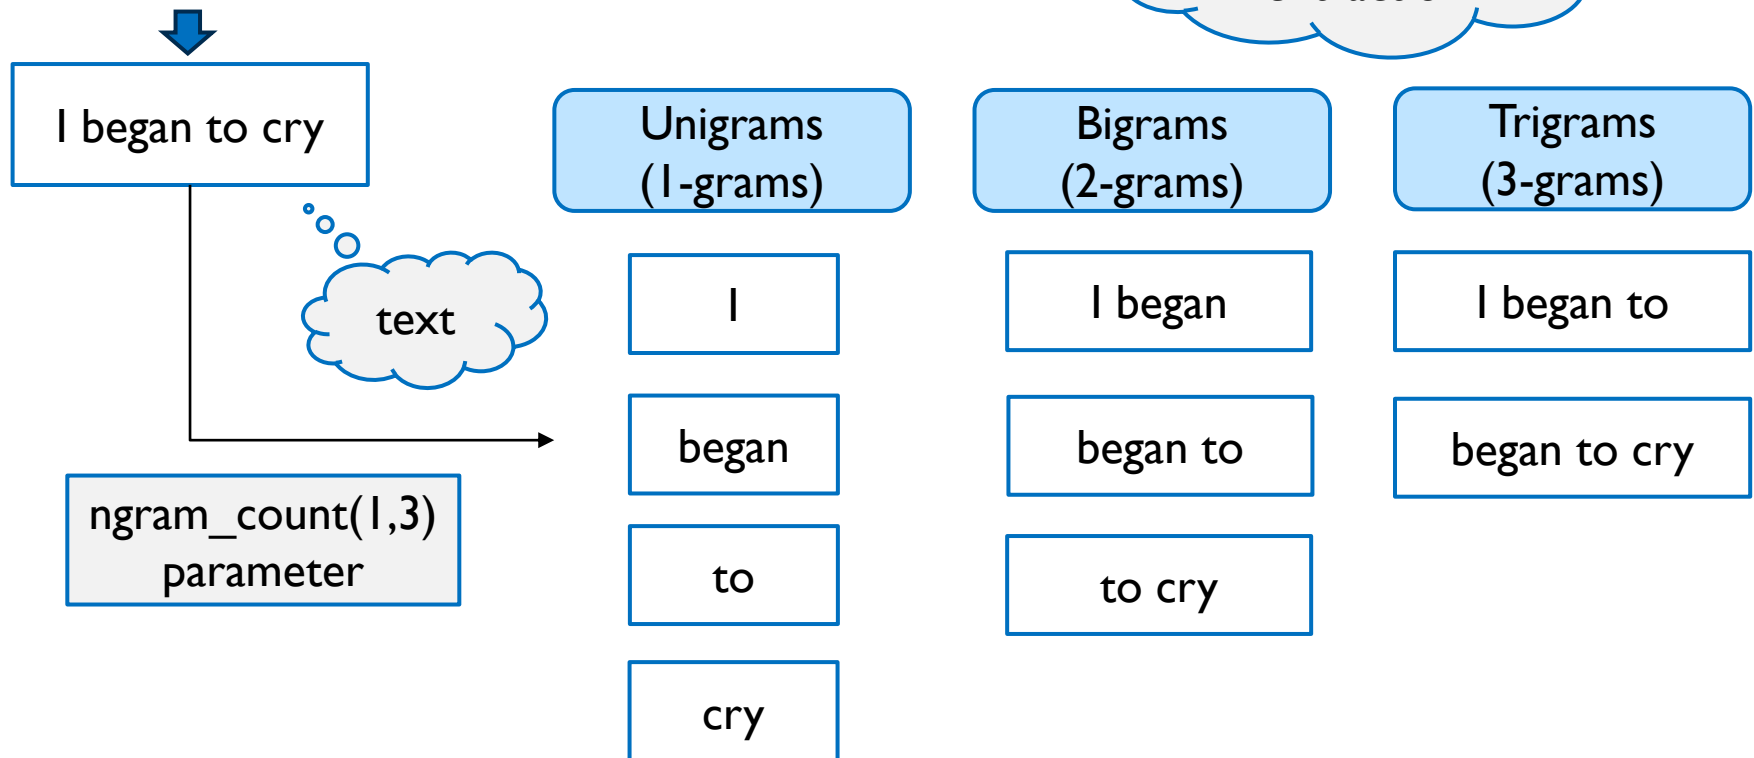 I began to cry
text
ngram_count(1,3)
parameter
Unigrams
(1-grams)
I
began
to
cry
Bigrams
(2-grams)
I began
began to
to cry
Trigrams
(3-grams)
I began to
began to cry